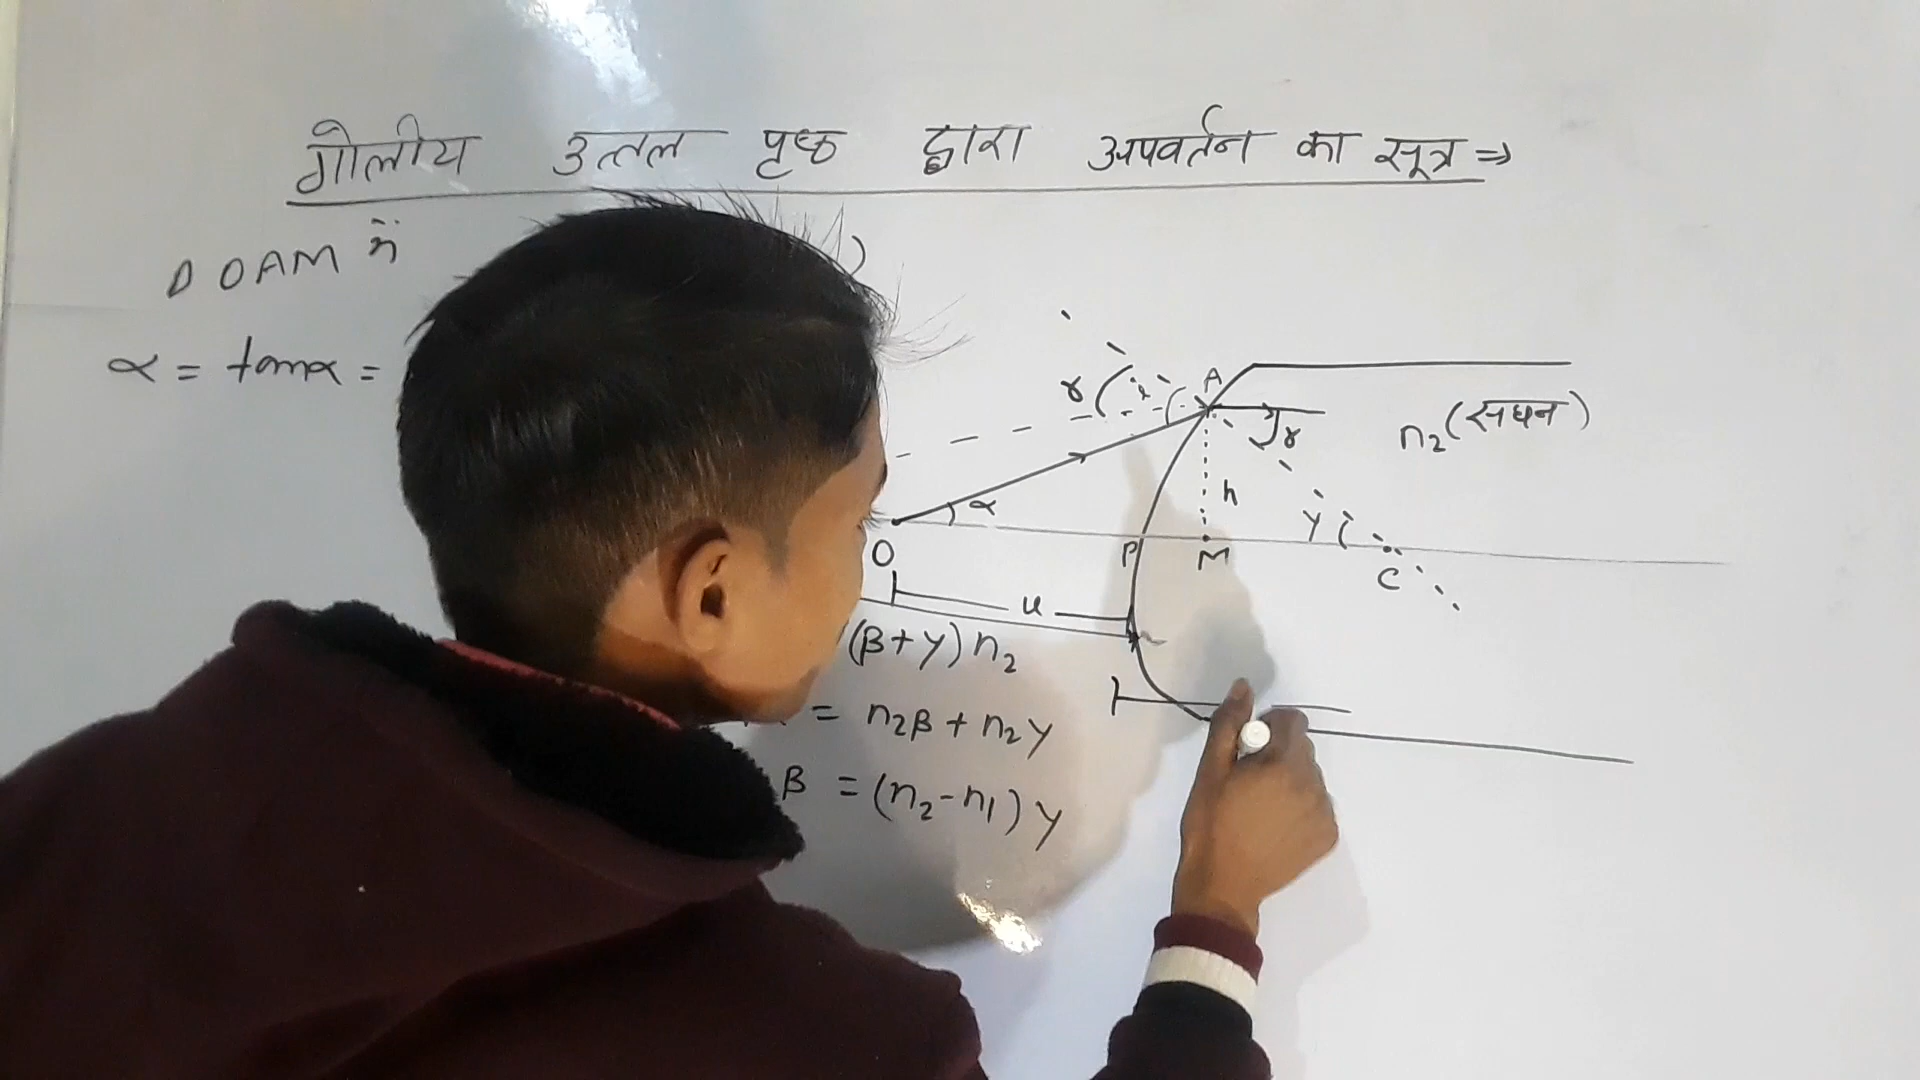 गोलीय उत्तल पृष्ठ द्वारा अपवर्तन का सूत्र ⇒
Δ OAM में
)
α = tanα =
A
γ
i
r
n₂ (सघन)
h
α
γ
O
P
M
C
u
(β+γ) n₂
= n₂β + n₂γ
β = (n₂-n₁) γ